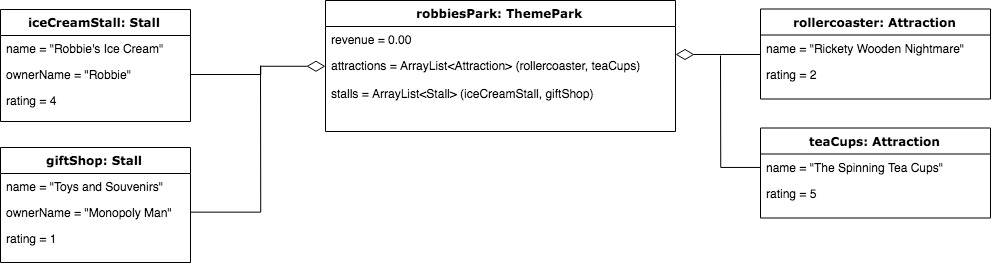 iceCreamStall: Stall
name = "Robbie's Ice Cream"
ownerName = "Robbie"
rating = 4
giftShop: Stall
name = "Toys and Souvenirs"
ownerName = "Monopoly Man"
rating = 1
robbiesPark: ThemePark
revenue = 0.00
attractions = ArrayList<Attraction> (rollercoaster, teaCups)
stalls = ArrayList<Stall> (iceCreamStall, giftShop)
rollercoaster: Attraction
name = "Rickety Wooden Nightmare"
rating = 2
teaCups: Attraction
name = "The Spinning Tea Cups"
rating = 5